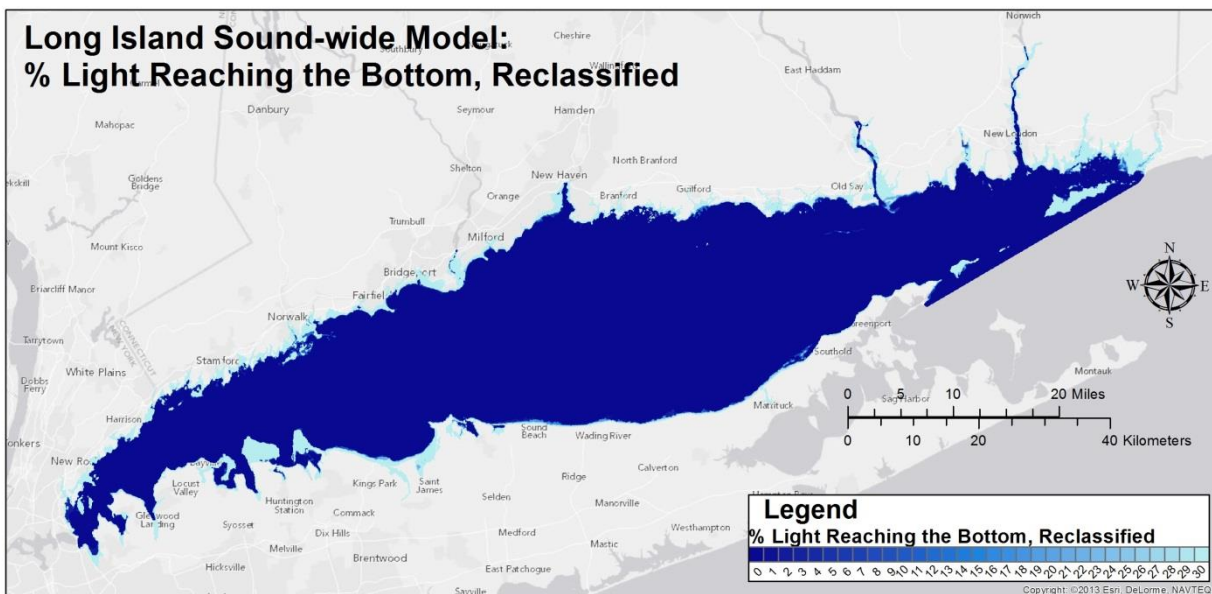 Long Island Sound-wide Model:
% Light Reaching the Bottom, Reclassified
Norwich
Cheshire
Southbury
East Haddam
Danbury
Seymour
Hamden
Mahopac
New London
North Branford
Shelton
Goldens
Bridge
New Haven
Orange
Branford
Guilford
Old Say
Trumbull
Milford
Mount Kisco
Bridgeport
N
W E
S
Briarcliff Manor
Fairfiel
Norwalk
CONNECTICUT
NEW YORK
Tarrytown
Stamford
Southold
Montauk
White Plains
Dobbs
Ferry
0 5 10 20 Miles
Sag Harbor
Mattituck
Harrison
0 10 20 40 Kilometers
onkers
Sound
Beach
Wading River
New Ro
Calverton
Locust
Valley
Kings Park
Saint
James
Ridge
Huntington
Station
Selden
Manorville
Glenwood
Landing
Syosset
Commack
Dix Hills
Medford
Westhampton
Melville
Brentwood
Mastic
Hicksville
East Patchogue
Sayville
Legend
% Light Reaching the Bottom, Reclassified
0 1 2 3 4 5 6 7 8 9 10 11 12 13 14 15 16 17 18 19 20 21 22 23 24 25 26 27 28 29 30
Copyright: ©2013 Esri, DeLorme, NAVTEQ